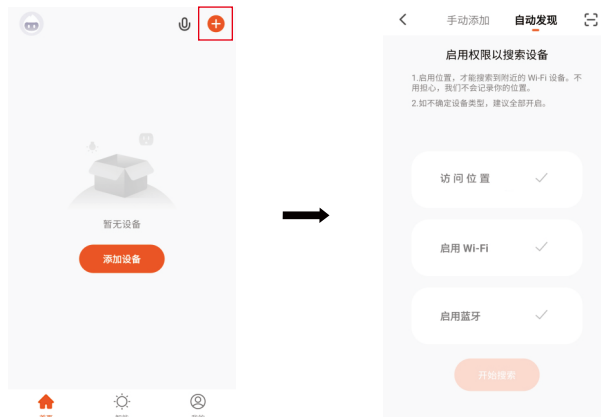 暂无设备
添加设备
手动添加
自动发现
启用权限以搜索设备
1.启用位置，才能搜索到附近的 Wi-Fi 设备。不
用担心，我们不会记录你的位置。
2.如不确定设备类型，建议全部开启。
访问位置
启用 Wi-Fi
启用蓝牙
开始搜索